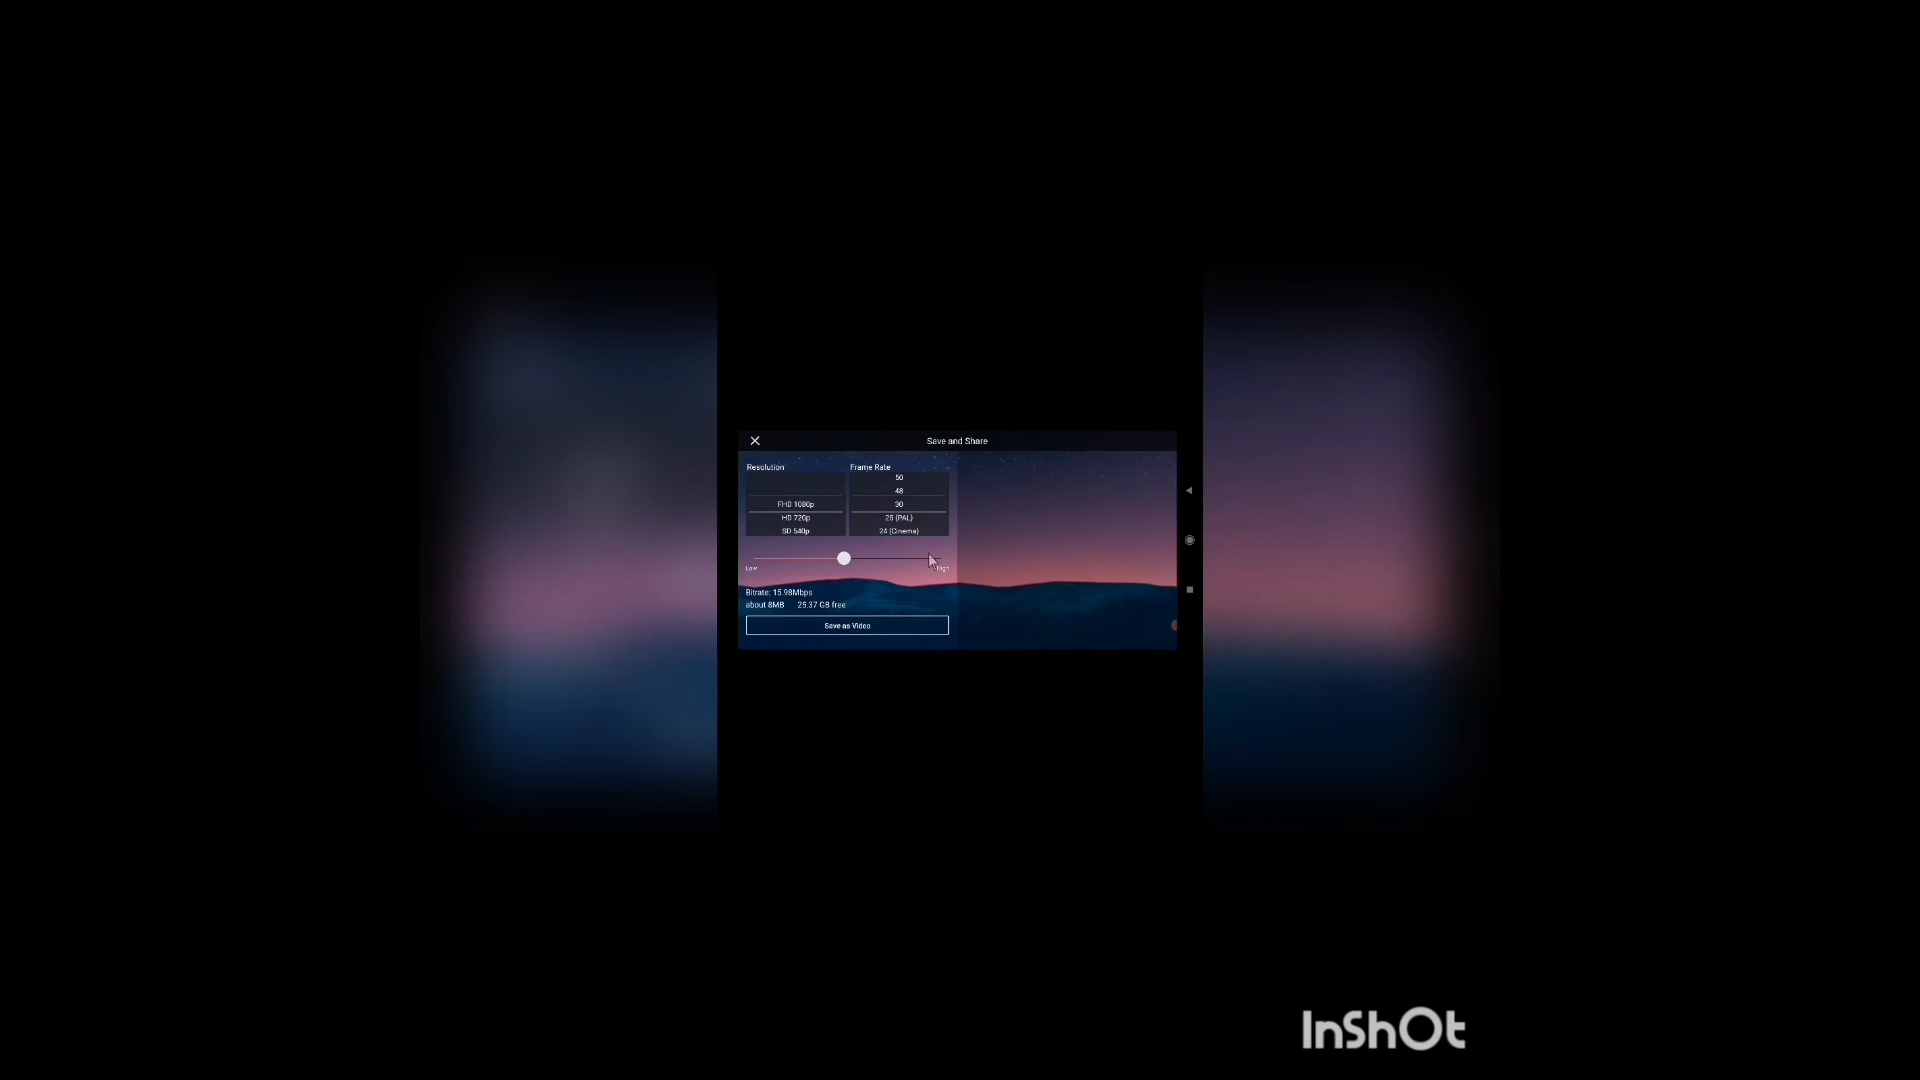 Save and Share
Resolution
Frame Rate
FHD 1080p
HD 720p
SD 540p
50
48
30
25 (PAL)
24 (Cinema)
Low
High
Bitrate: 15.98Mbps
about 8MB 25.37 GB free
Save as Video
InShOt